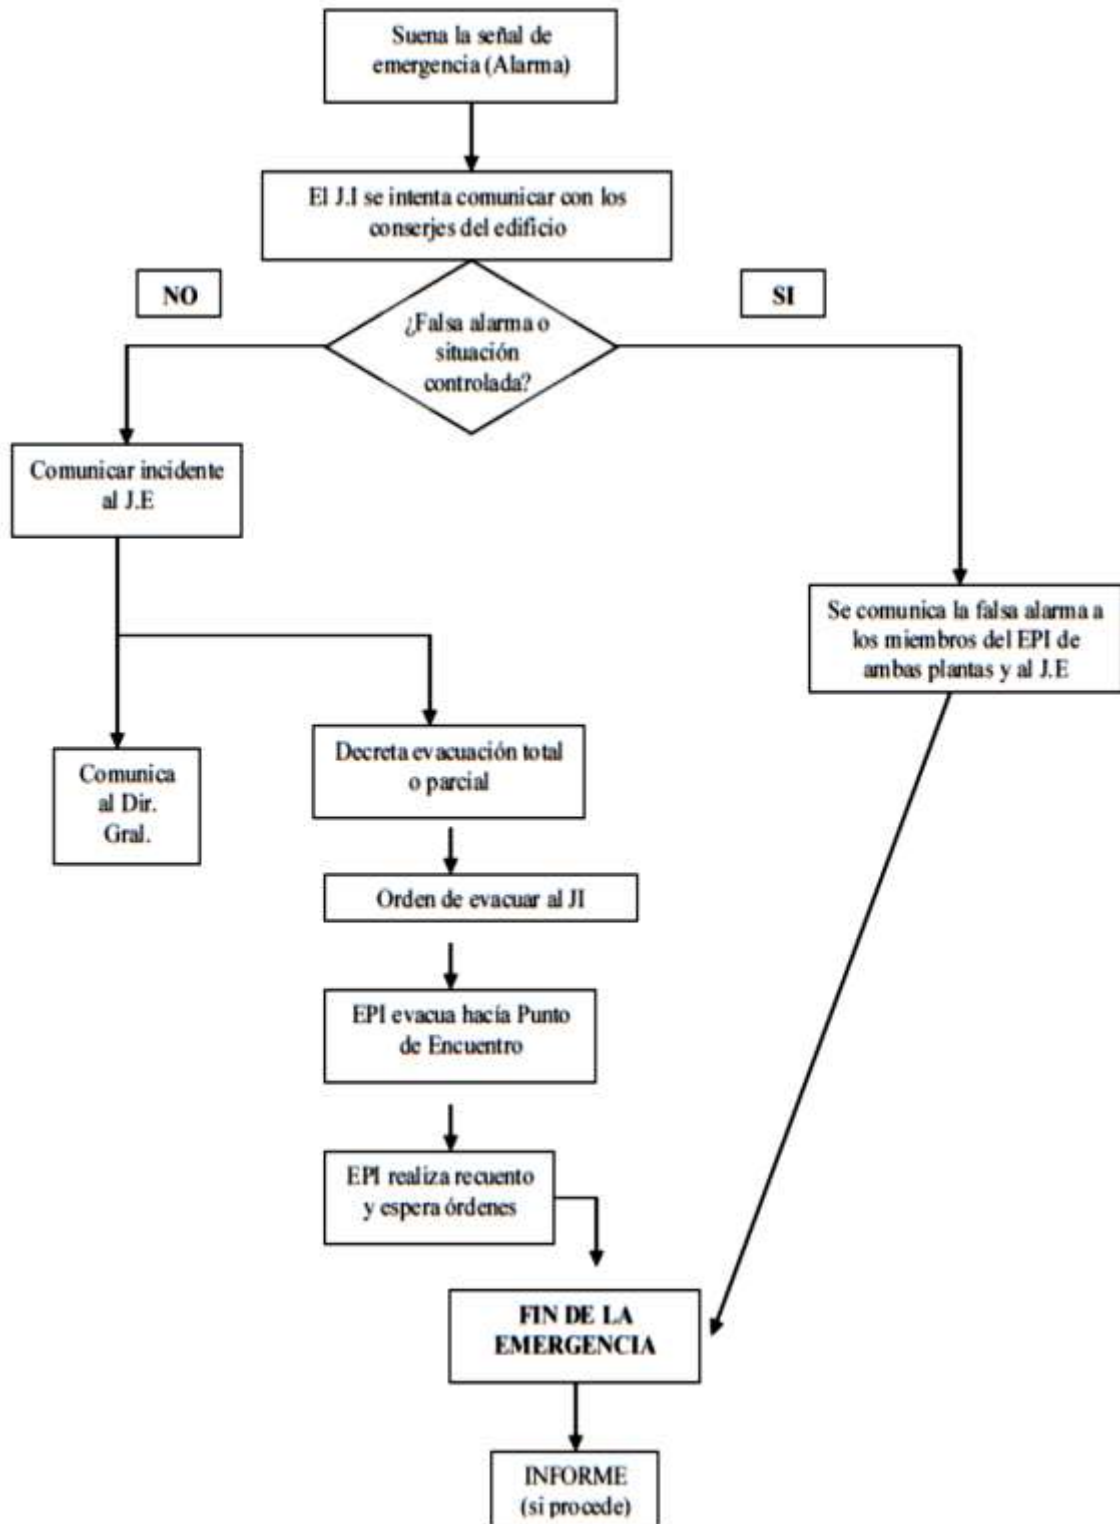 Suena la señal de
emergencia (Alarma)
El J.I se intenta comunicar con los
conserjes del edificio
NO
SI
¿Falsa alarma o
situación
controlada?
Comunicar incidente
al J.E
Se comunica la falsa alarma a
los miembros del EPI de
ambas plantas y al J.E
Comunica
al Dir.
Gral.
Decreta evacuación total
o parcial
Orden de evacuar al JI
EPI evacua hacía Punto
de Encuentro
EPI realiza recuento
y espera órdenes
FIN DE LA
EMERGENCIA
INFORME
(si procede)